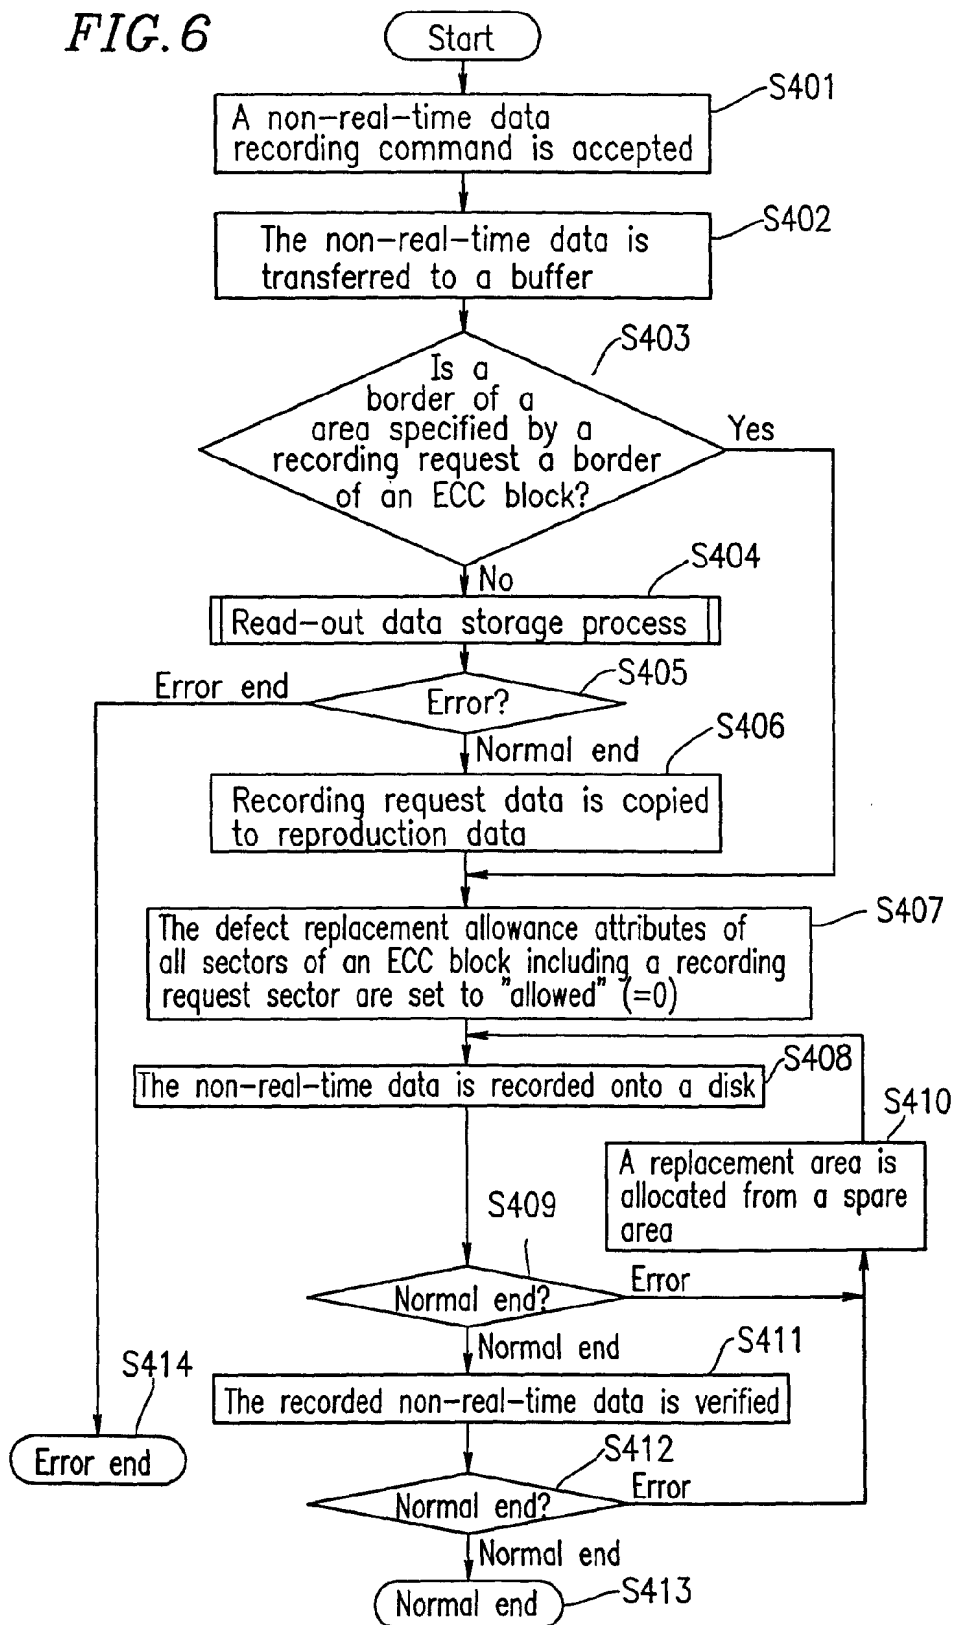 FIG. 6
Start
S401
A non-real-time data
recording command is accepted
S402
The non-real-time data is
transferred to a buffer
S403
Is a
border of a
area specified by a
recording request a border
of an ECC block?
Yes
No
S404
Read-out data storage process
S405
Error end
Error?
S406
Normal end
Recording request data is copied
to reproduction data
S407
The defect replacement allowance attributes of
all sectors of an ECC block including a recording
request sector are set to "allowed" (=0)
S408
The non-real-time data is recorded onto a disk
S410
A replacement area is
allocated from a spare
area
S409
Normal end?
Error
Normal end
S411
The recorded non-real-time data is verified
S414
Error end
S412
Normal end?
Error
Normal end
Normal end
S413